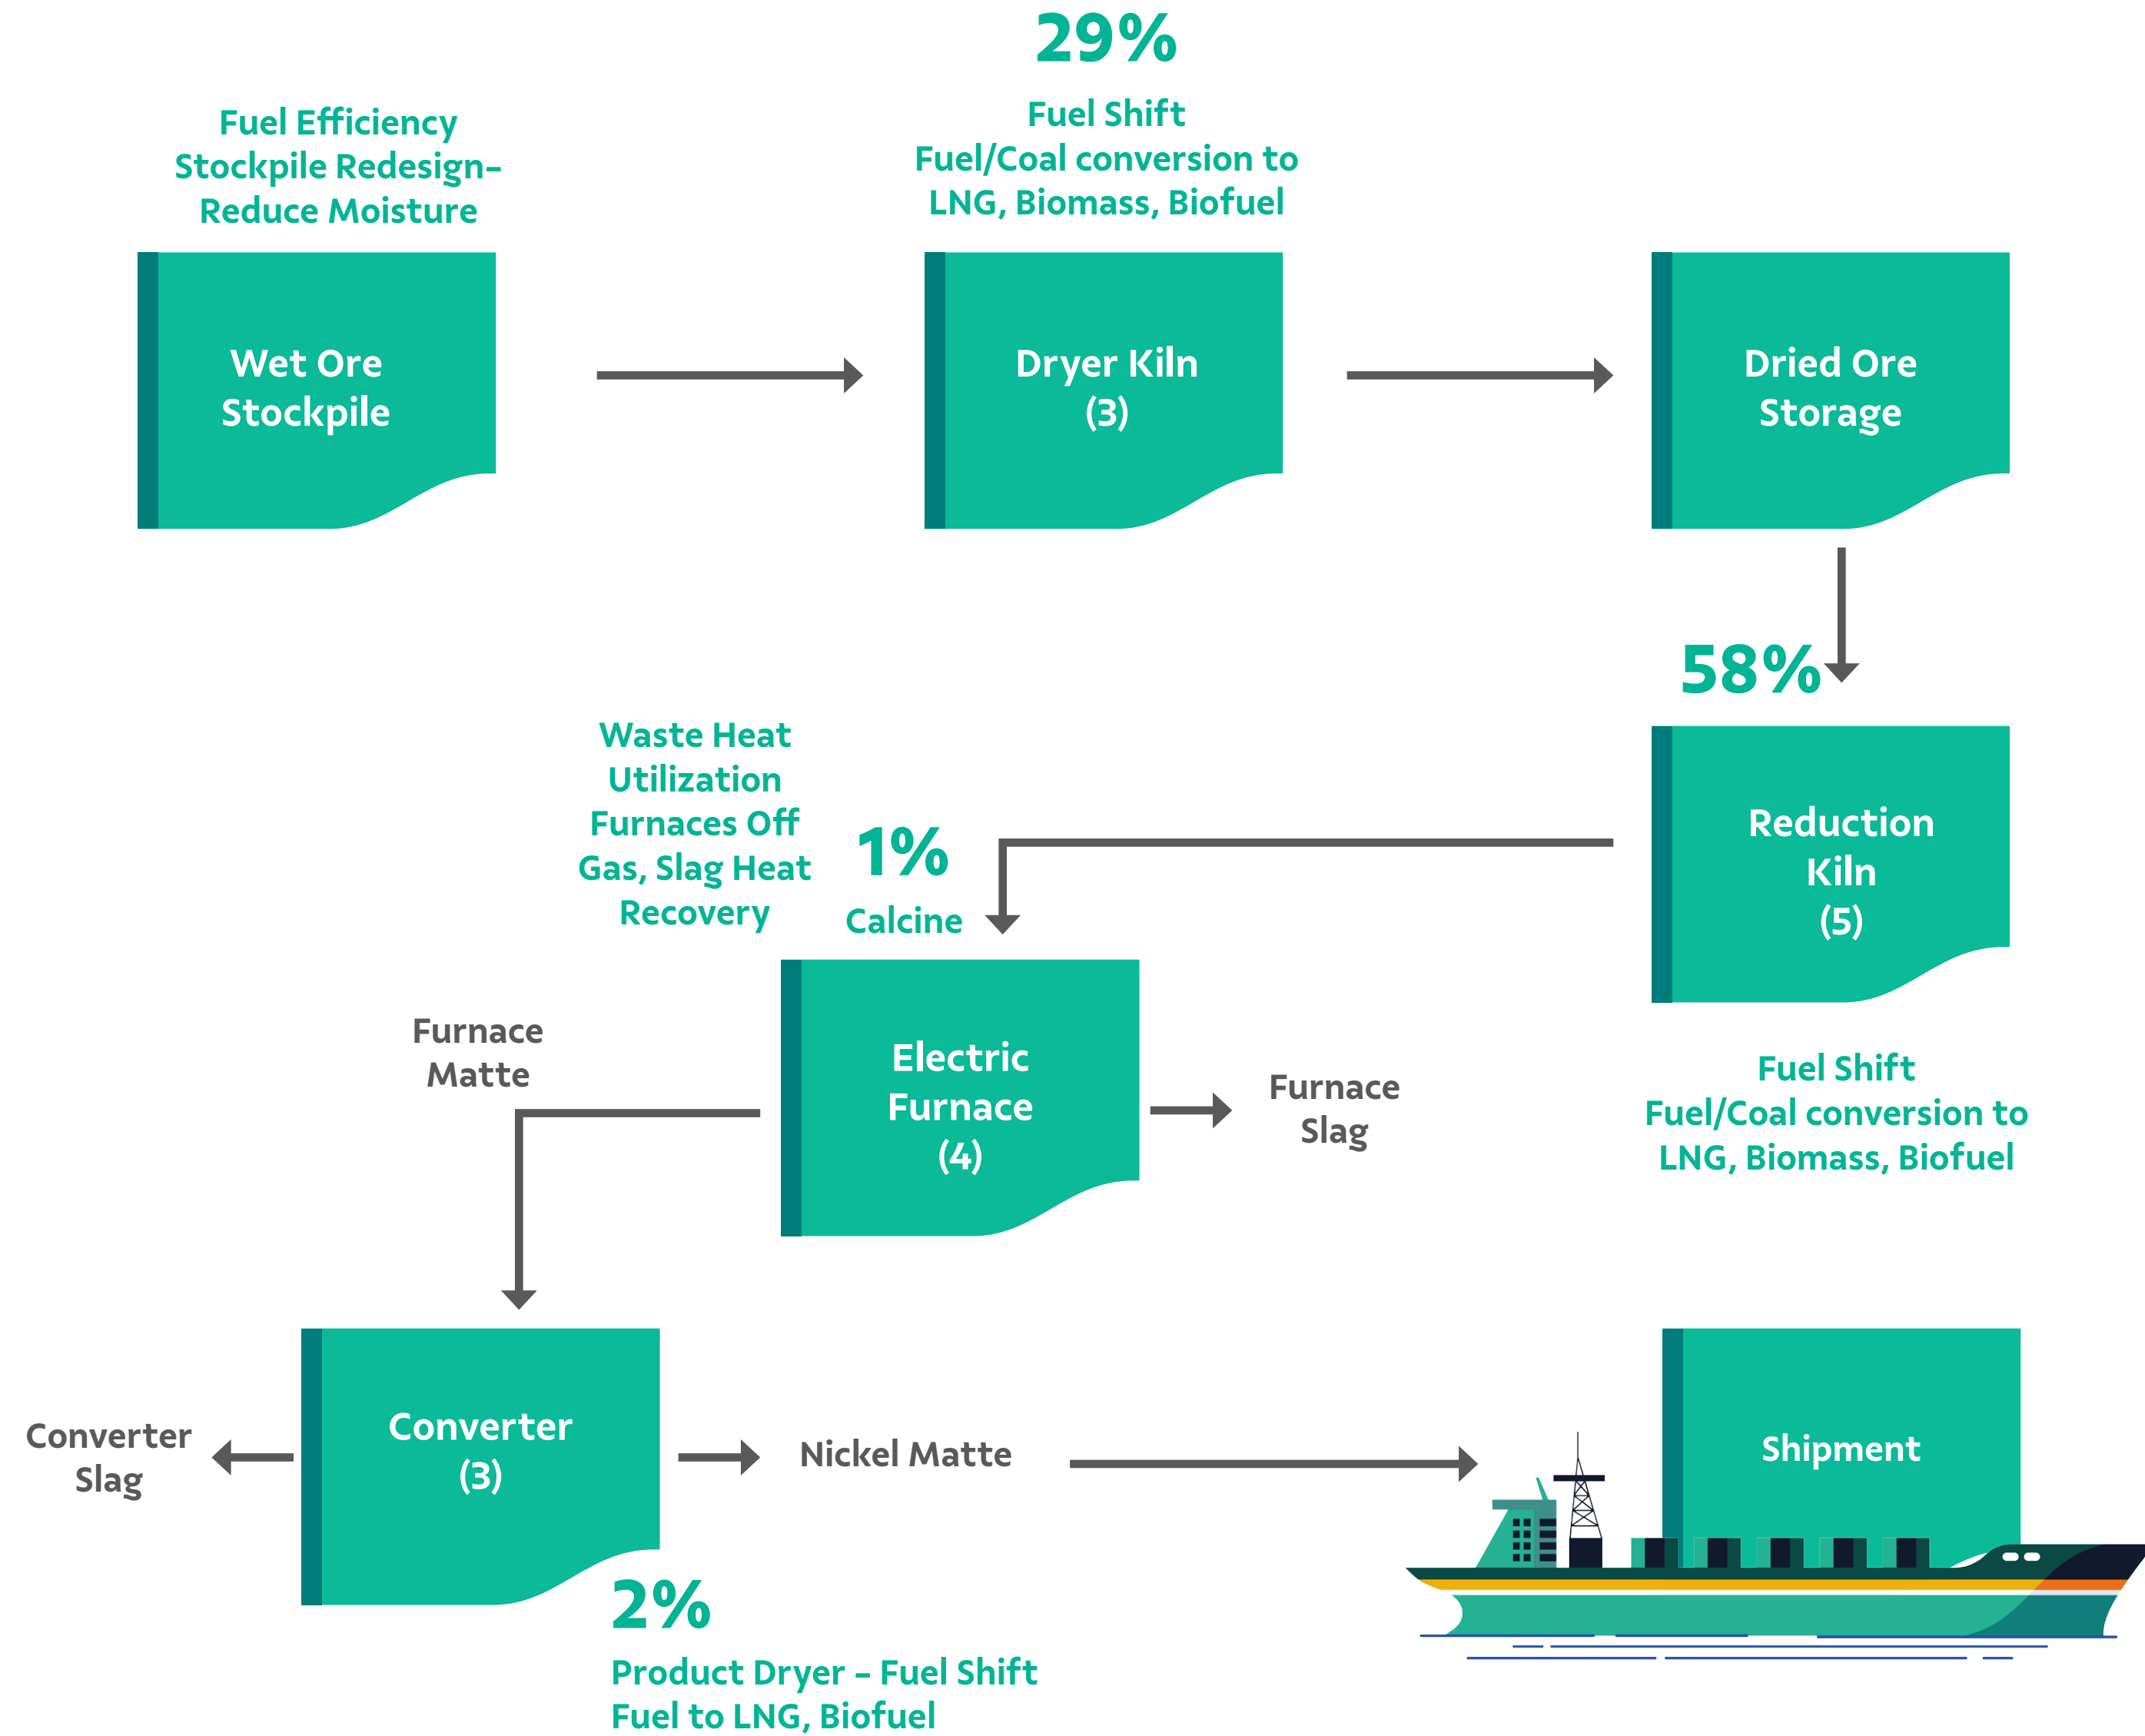 29%
Fuel Efficiency
Stockpile Redesign–
Reduce Moisture
Fuel Shift
Fuel/Coal conversion to
LNG, Biomass, Biofuel
Wet Ore
Stockpile
Dryer Kiln
(3)
Dried Ore
Storage
58%
Waste Heat
Utilization
Furnaces Off
Gas, Slag Heat
Recovery
1%
Calcine
Reduction
Kiln
(5)
Furnace
Matte
Electric
Furnace
(4)
Furnace
Slag
Fuel Shift
Fuel/Coal conversion to
LNG, Biomass, Biofuel
Converter
Slag
Converter
(3)
Nickel Matte
Shipment
2%
Product Dryer – Fuel Shift
Fuel to LNG, Biofuel